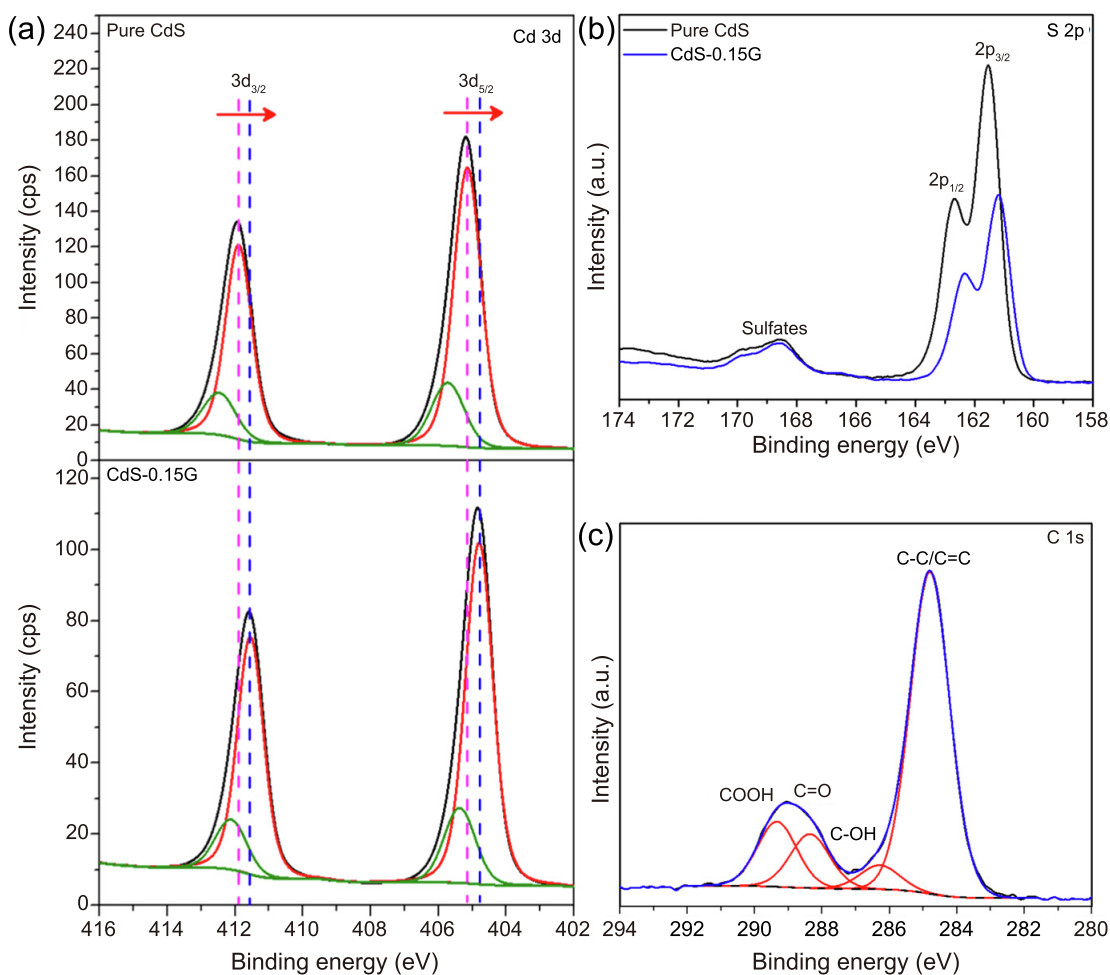 (a)
Pure CdS
Cd 3d
3d3/2
3d5/2
240
220
200
180
160
140
120
100
80
60
40
20
0
Intensity (cps)
CdS-0.15G
120
100
80
60
40
20
0
Intensity (cps)
416 414 412 410 408 406 404 402
Binding energy (eV)
(b)
Pure CdS
CdS-0.15G
S 2p
2p3/2
2p1/2
Sulfates
Intensity (a.u.)
174 172 170 168 166 164 162 160 158
Binding energy (eV)
(c)
C 1s
C-C/C=C
COOH
C=O
C-OH
Intensity (a.u.)
294 292 290 288 286 284 282 280
Binding energy (eV)